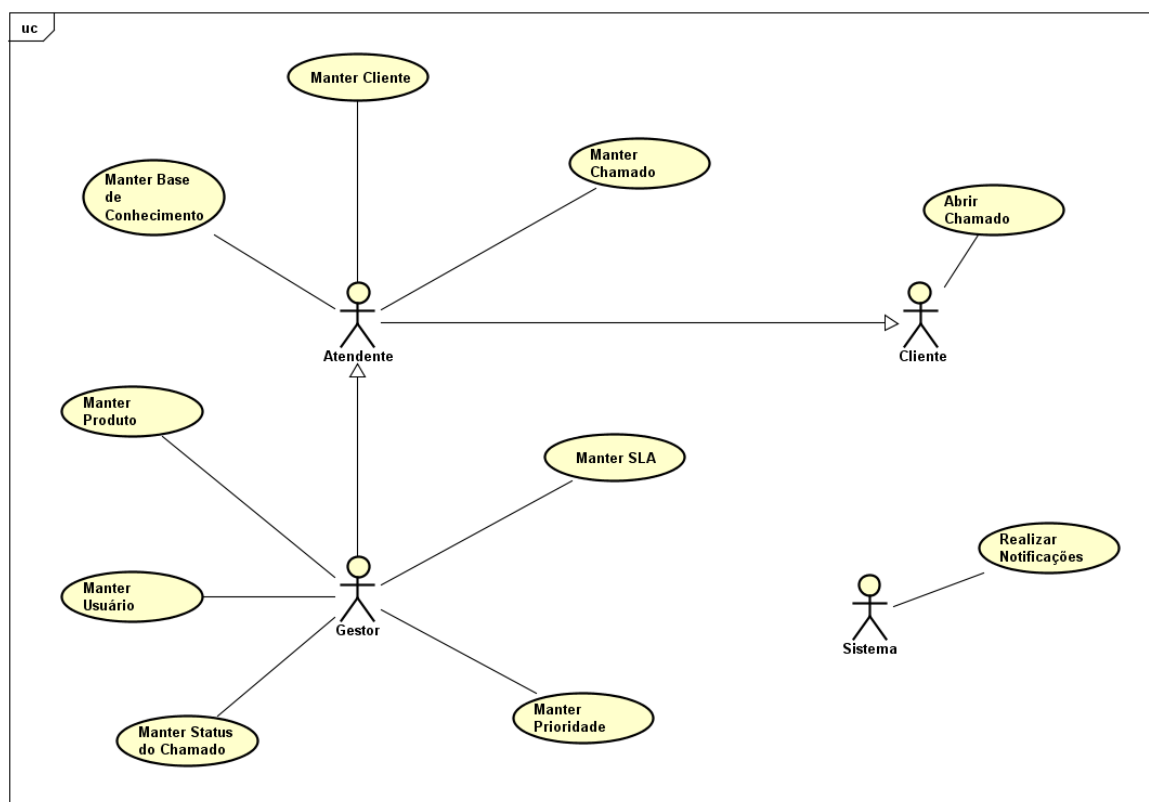 uc
Manter Cliente
Manter
Chamado
Manter Base
de
Conhecimento
Abrir
Chamado
Atendente
Cliente
Manter
Produto
Manter SLA
Realizar
Notificações
Manter
Usuário
Gestor
Sistema
Manter
Prioridade
Manter Status
do Chamado